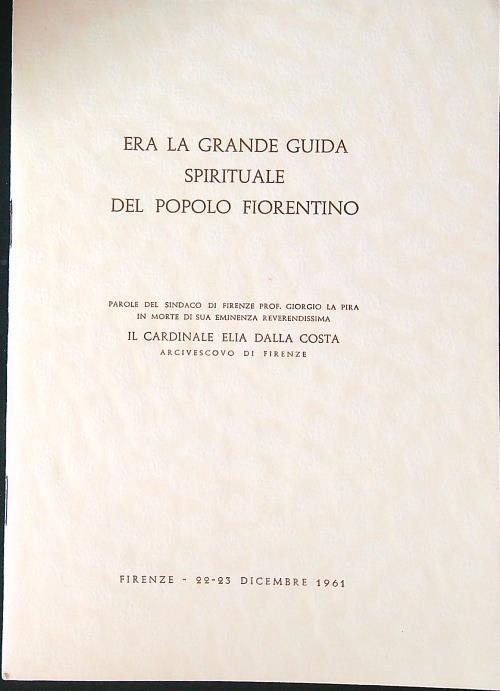 ERA LA GRANDE GUIDA
SPIRITUALE
DEL POPOLO FIORENTINO
PAROLE DEL SINDACO DI FIRENZE PROF. GIORGIO LA PIRA
IN MORTE DI SUA EMINENZA REVERENDISSIMA
IL CARDINALE ELIA DALLA COSTA
ARCIVESCOVO DI FIRENZE
FIRENZE - 22-23 DICEMBRE 1961